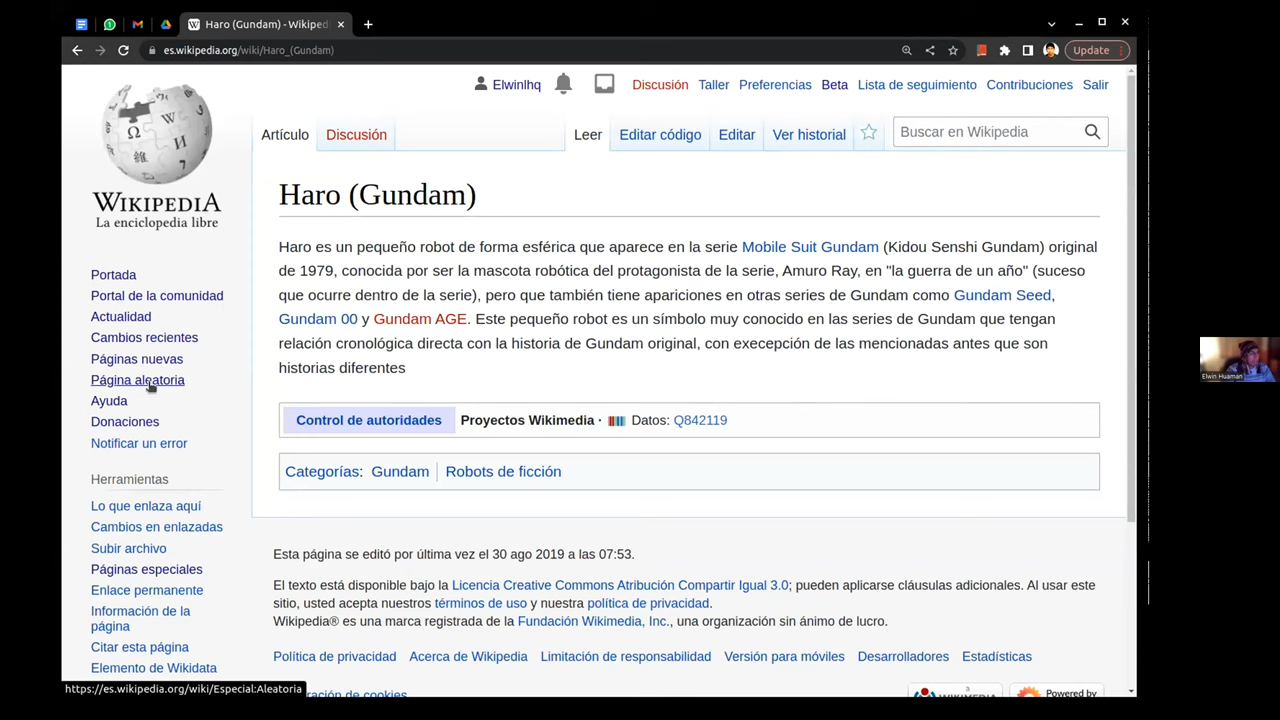 Haro (Gundam) - Wikiped
es.wikipedia.org/wiki/Haro_(Gundam)
Update
Elwinlhq
Discusión
Taller
Preferencias
Beta
Lista de seguimiento
Contribuciones
Salir
Artículo
Discusión
Leer
Editar código
Editar
Ver historial
Buscar en Wikipedia
WIKIPEDIA
La enciclopedia libre
Portada
Portal de la comunidad
Actualidad
Cambios recientes
Páginas nuevas
Página aleatoria
Ayuda
Donaciones
Notificar un error
Herramientas
Lo que enlaza aquí
Cambios en enlazadas
Subir archivo
Páginas especiales
Enlace permanente
Información de la
página
Citar esta página
Elemento de Wikidata
https://es.wikipedia.org/wiki/Especial:Aleatoria
Haro (Gundam)
Haro es un pequeño robot de forma esférica que aparece en la serie Mobile Suit Gundam (Kidou Senshi Gundam) original
de 1979, conocida por ser la mascota robótica del protagonista de la serie, Amuro Ray, en "la guerra de un año" (suceso
que ocurre dentro de la serie), pero que también tiene apariciones en otras series de Gundam como Gundam Seed,
Gundam 00 y Gundam AGE. Este pequeño robot es un símbolo muy conocido en las series de Gundam que tengan
relación cronológica directa con la historia de Gundam original, con execepción de las mencionadas antes que son
historias diferentes
Control de autoridades Proyectos Wikimedia · Datos: Q842119
Categorías: Gundam | Robots de ficción
Esta página se editó por última vez el 30 ago 2019 a las 07:53.
El texto está disponible bajo la Licencia Creative Commons Atribución Compartir Igual 3.0; pueden aplicarse cláusulas adicionales. Al usar este
sitio, usted acepta nuestros términos de uso y nuestra política de privacidad.
Wikipedia® es una marca registrada de la Fundación Wikimedia, Inc., una organización sin ánimo de lucro.
Política de privacidad
Acerca de Wikipedia
Limitación de responsabilidad
Versión para móviles
Desarrolladores
Estadísticas
ración de cookies
Powered by
Elwin Huaman